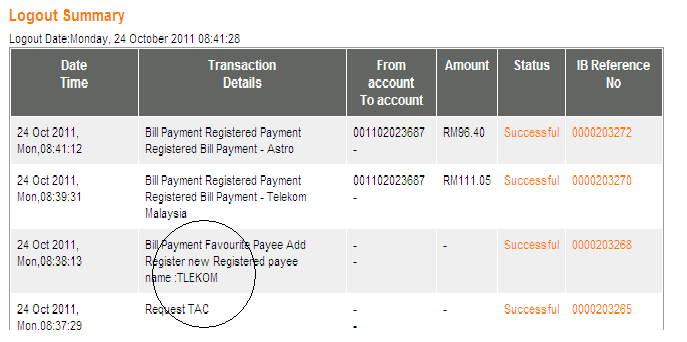 Logout Summary
Logout Date:Monday, 24 October 2011 08:41:28
Date Time
Transaction Details
From account To account
Amount
Status
IB Reference No
24 Oct 2011,
Mon,08:41:12
Bill Payment Registered Payment
Registered Bill Payment - Astro
001102023687
-
RM96.40
Successful
0000203272
24 Oct 2011,
Mon,08:39:31
Bill Payment Registered Payment
Registered Bill Payment - Telekom
Malaysia
001102023687
-
RM111.05
Successful
0000203270
24 Oct 2011,
Mon,08:38:13
Bill Payment Favourite Payee Add
Register new Registered payee
name :TLEKOM
-
-
-
Successful
0000203268
24 Oct 2011,
Mon,08:37:29
Request TAC
-
-
-
Successful
0000203265